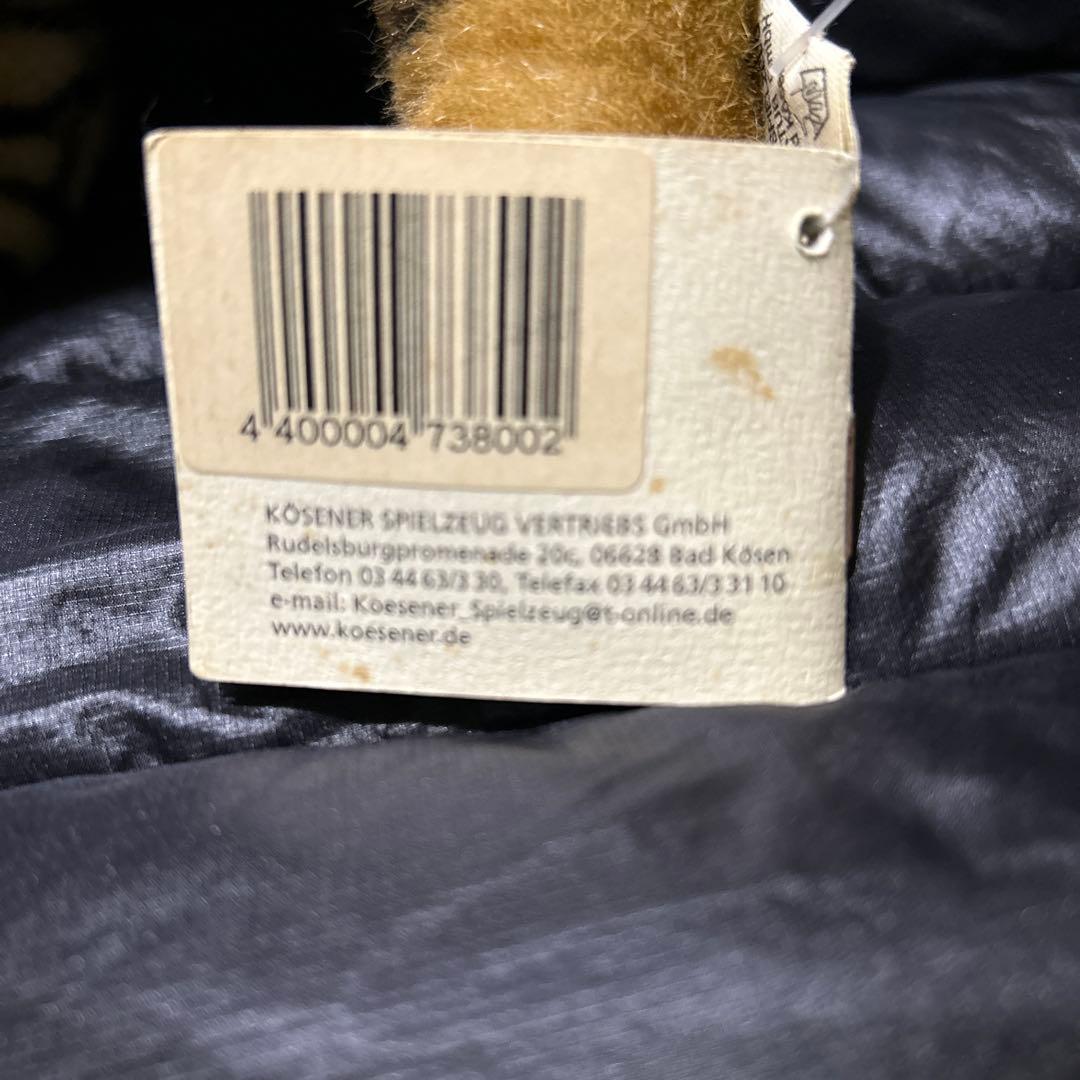 4 400004 738002
KÖSENER SPIELZEUG VERTRIEBS GmbH
Rudelsburgpromenade 20c, 06628 Bad Kösen
Telefon 03 44 63/3 30, Telefax 03 44 63/3 31 10
e-mail: Koesener_Spielzeug@t-online.de
www.koesener.de